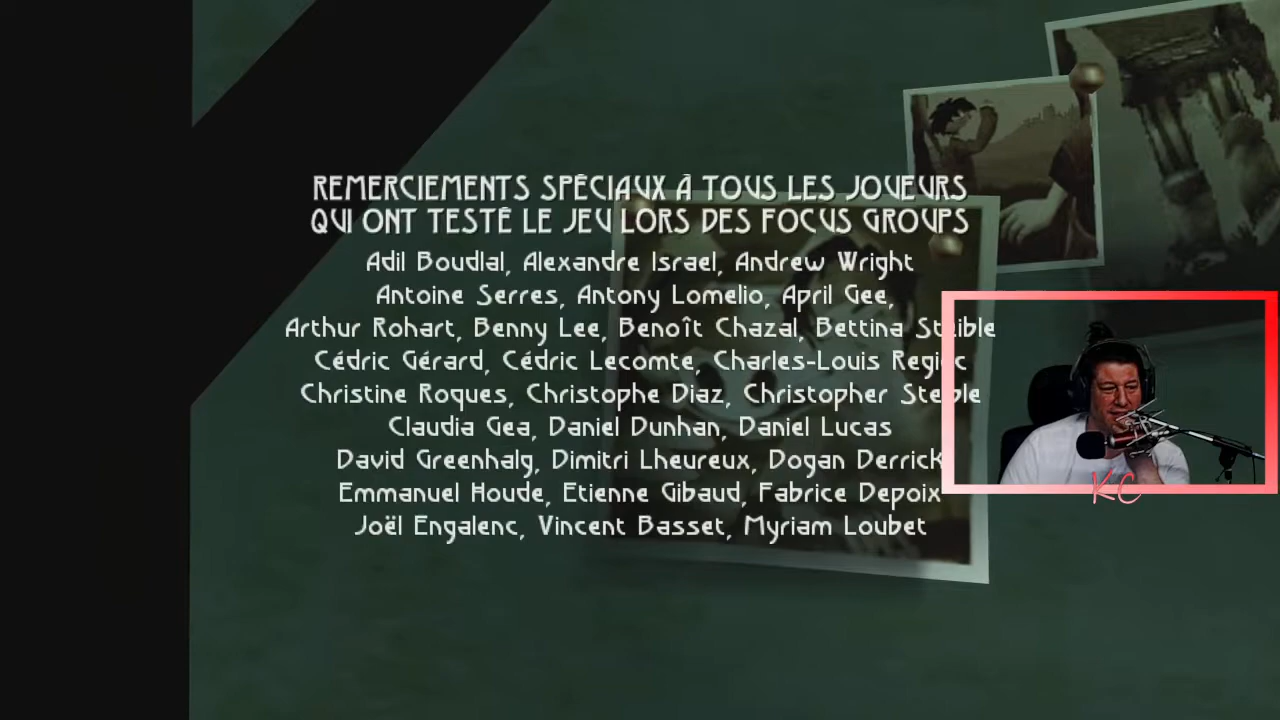 REMERCIEMENTS SPÉCIAUX À TOUS LES JOUEURS
QUI ONT TESTÉ LE JEU LORS DES FOCUS GROUPS
Adil Boudlal, Alexandre Israel, Andrew Wright
Antoine Serres, Antony Lomelio, April Gee,
Arthur Rohart, Benny Lee, Benoît Chazal, Bettina Steible
Cédric Gérard, Cédric Lecomte, Charles-Louis
Christine Roques, Christophe Diaz, Christopher Steible
Claudia Gea, Daniel Dunhan, Daniel Lucas
David Greenhalg, Dimitri Lheureux, Dogan Derrick
Emmanuel Houde, Etienne Gibaud, Fabrice Depoix
Joël Engalenc, Vincent Basset, Myriam Loubet
KC